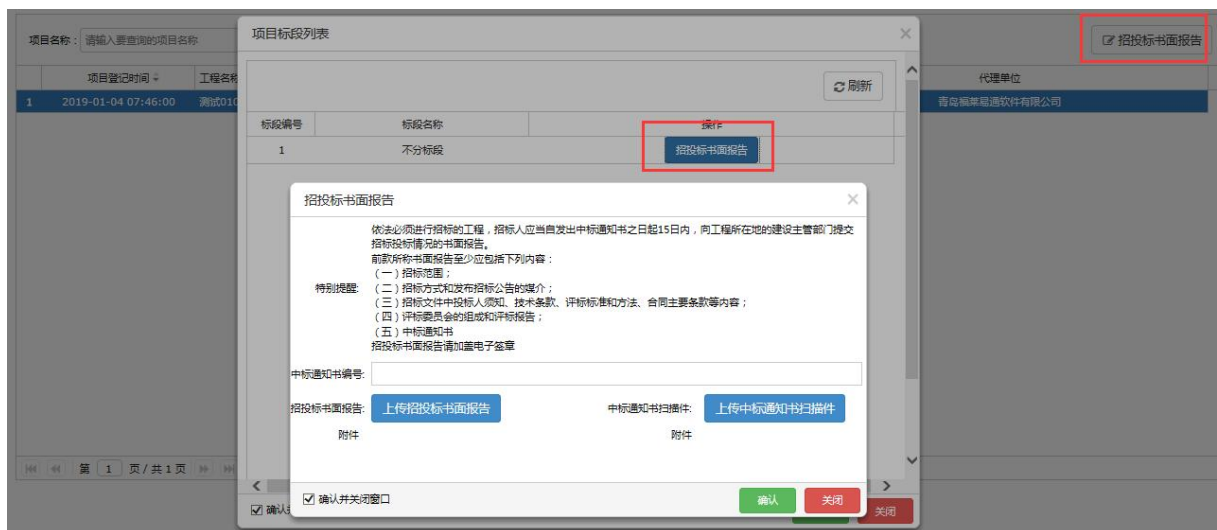 项目名称： 请输入要查询的项目名称
招投标书面报告
项目登记时间 工程名称 代理单位
1 2019-01-04 07:46:00 测试010 青岛福莱易通软件有限公司
第 1 页/共1页
项目标段列表
刷新
标段编号 标段名称 操作
1 不分标段 招投标书面报告
招投标书面报告
特别提醒:
依法必须进行招标的工程，招标人应当自发出中标通知书之日起15日内，向工程所在地的建设主管部门提交
招标投标情况的书面报告。
前款所称书面报告至少应包括下列内容：
（一）招标范围；
（二）招标方式和发布招标公告的媒介；
（三）招标文件中投标人须知、技术条款、评标标准和方法、合同主要条款等内容；
（四）评标委员会的组成和评标报告；
（五）中标通知书
招投标书面报告请加盖电子签章
中标通知书编号:
招投标书面报告: 上传招投标书面报告 中标通知书扫描件: 上传中标通知书扫描件
附件 附件
确认并关闭窗口 确认 关闭
确认 关闭